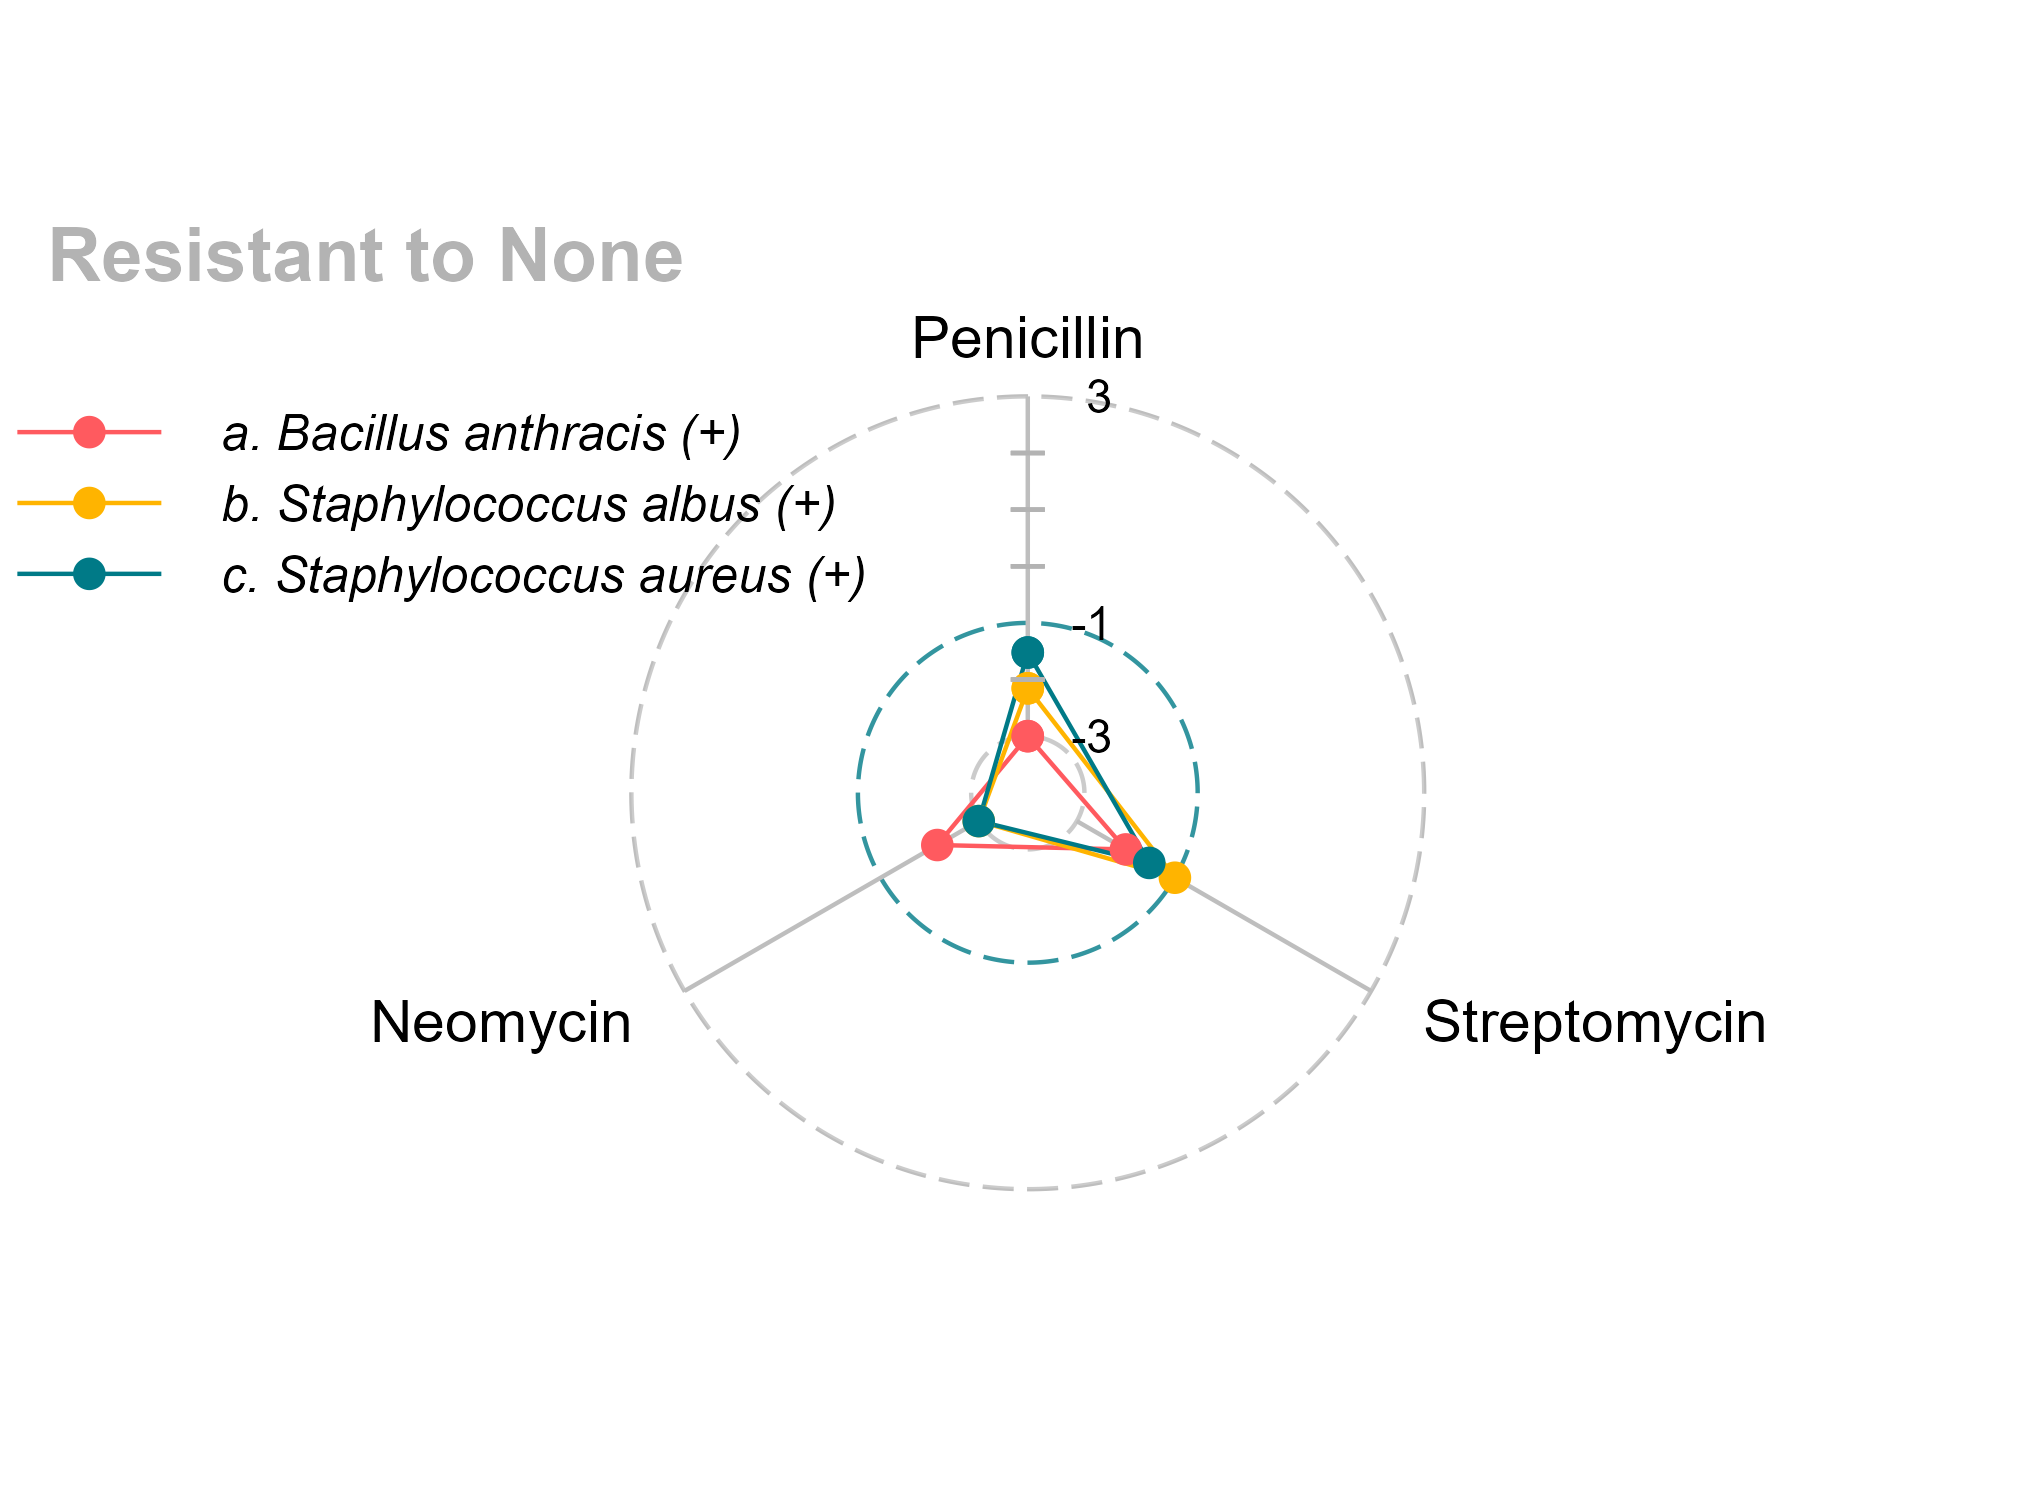 Resistant to None
Penicillin
3
a. Bacillus anthracis (+)
b. Staphylococcus albus (+)
c. Staphylococcus aureus (+)
-1
-3
Neomycin
Streptomycin